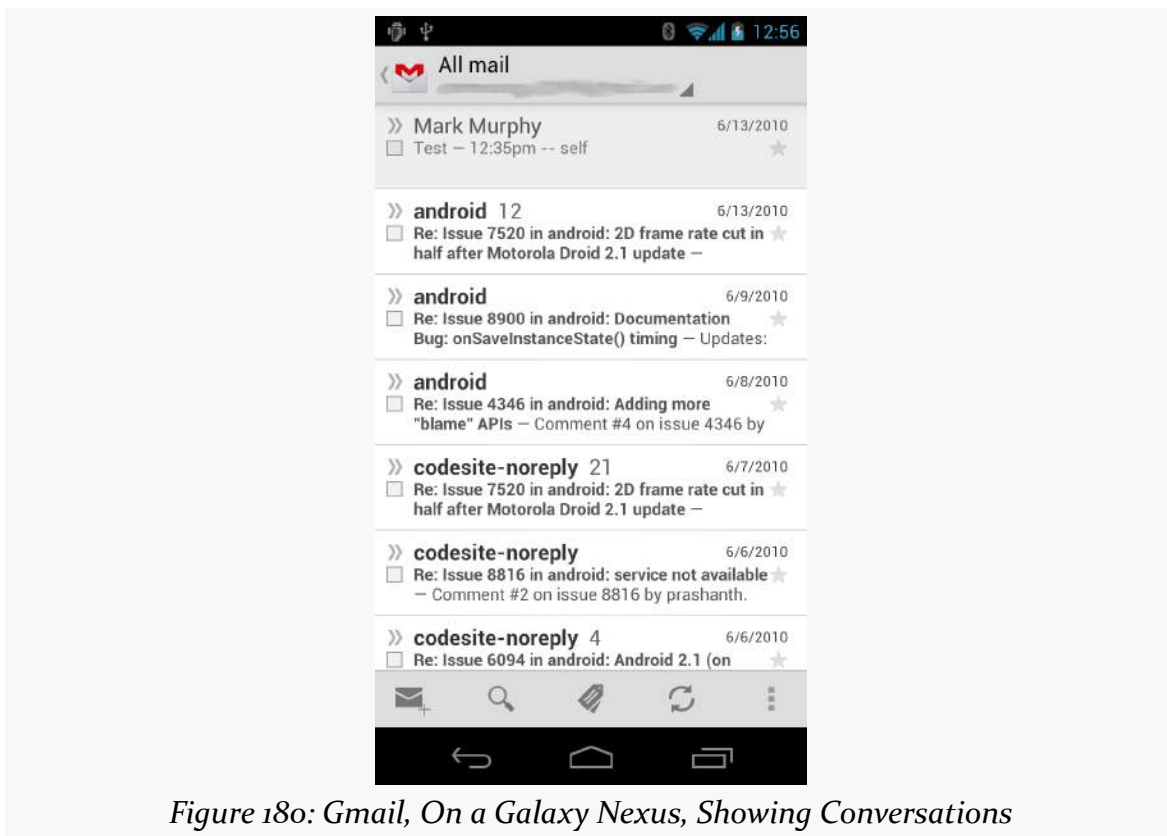 12:56
All mail
Mark Murphy 6/13/2010
Test — 12:35pm -- self
android 12 6/13/2010
Re: Issue 7520 in android: 2D frame rate cut in
half after Motorola Droid 2.1 update —
android 6/9/2010
Re: Issue 8900 in android: Documentation
Bug: onSaveInstanceState() timing — Updates:
android 6/8/2010
Re: Issue 4346 in android: Adding more
"blame" APIs — Comment #4 on issue 4346 by
codesite-noreply 21 6/7/2010
Re: Issue 7520 in android: 2D frame rate cut in
half after Motorola Droid 2.1 update —
codesite-noreply 6/6/2010
Re: Issue 8816 in android: service not available
— Comment #2 on issue 8816 by prashanth.
codesite-noreply 4 6/6/2010
Re: Issue 6094 in android: Android 2.1 (on
Figure 180: Gmail, On a Galaxy Nexus, Showing Conversations